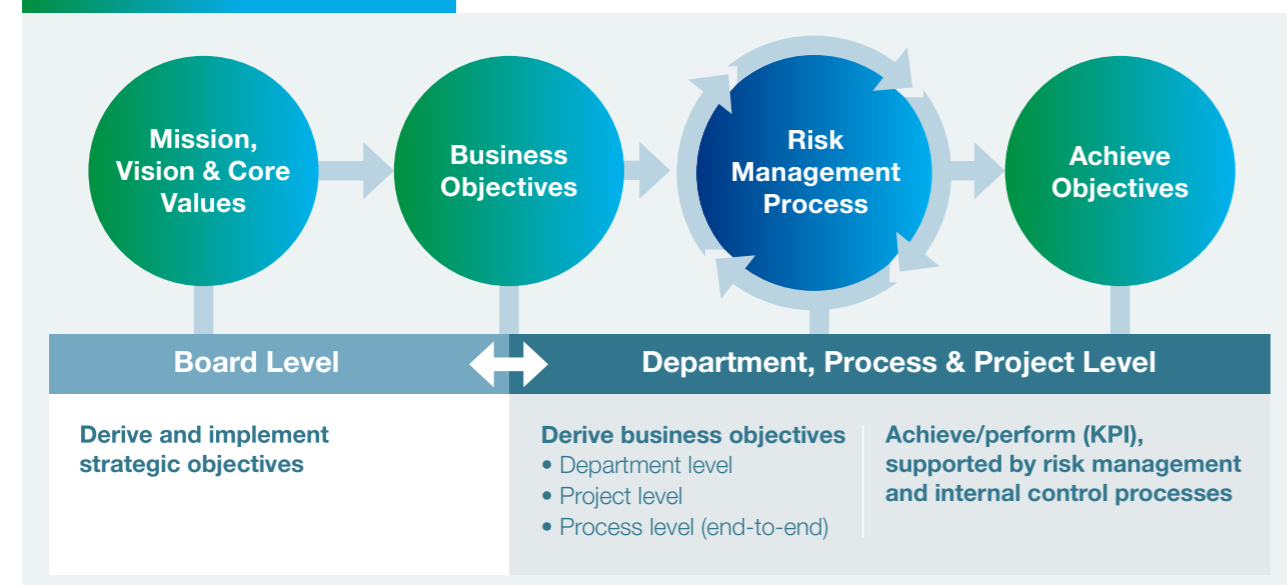 Mission,
Vision & Core
Values
Business
Objectives
Risk
Management
Process
Achieve
Objectives
Board Level
Department, Process & Project Level
Derive and implement
strategic objectives
Derive business objectives
• Department level
• Project level
• Process level (end-to-end)
Achieve/perform (KPI),
supported by risk management
and internal control processes